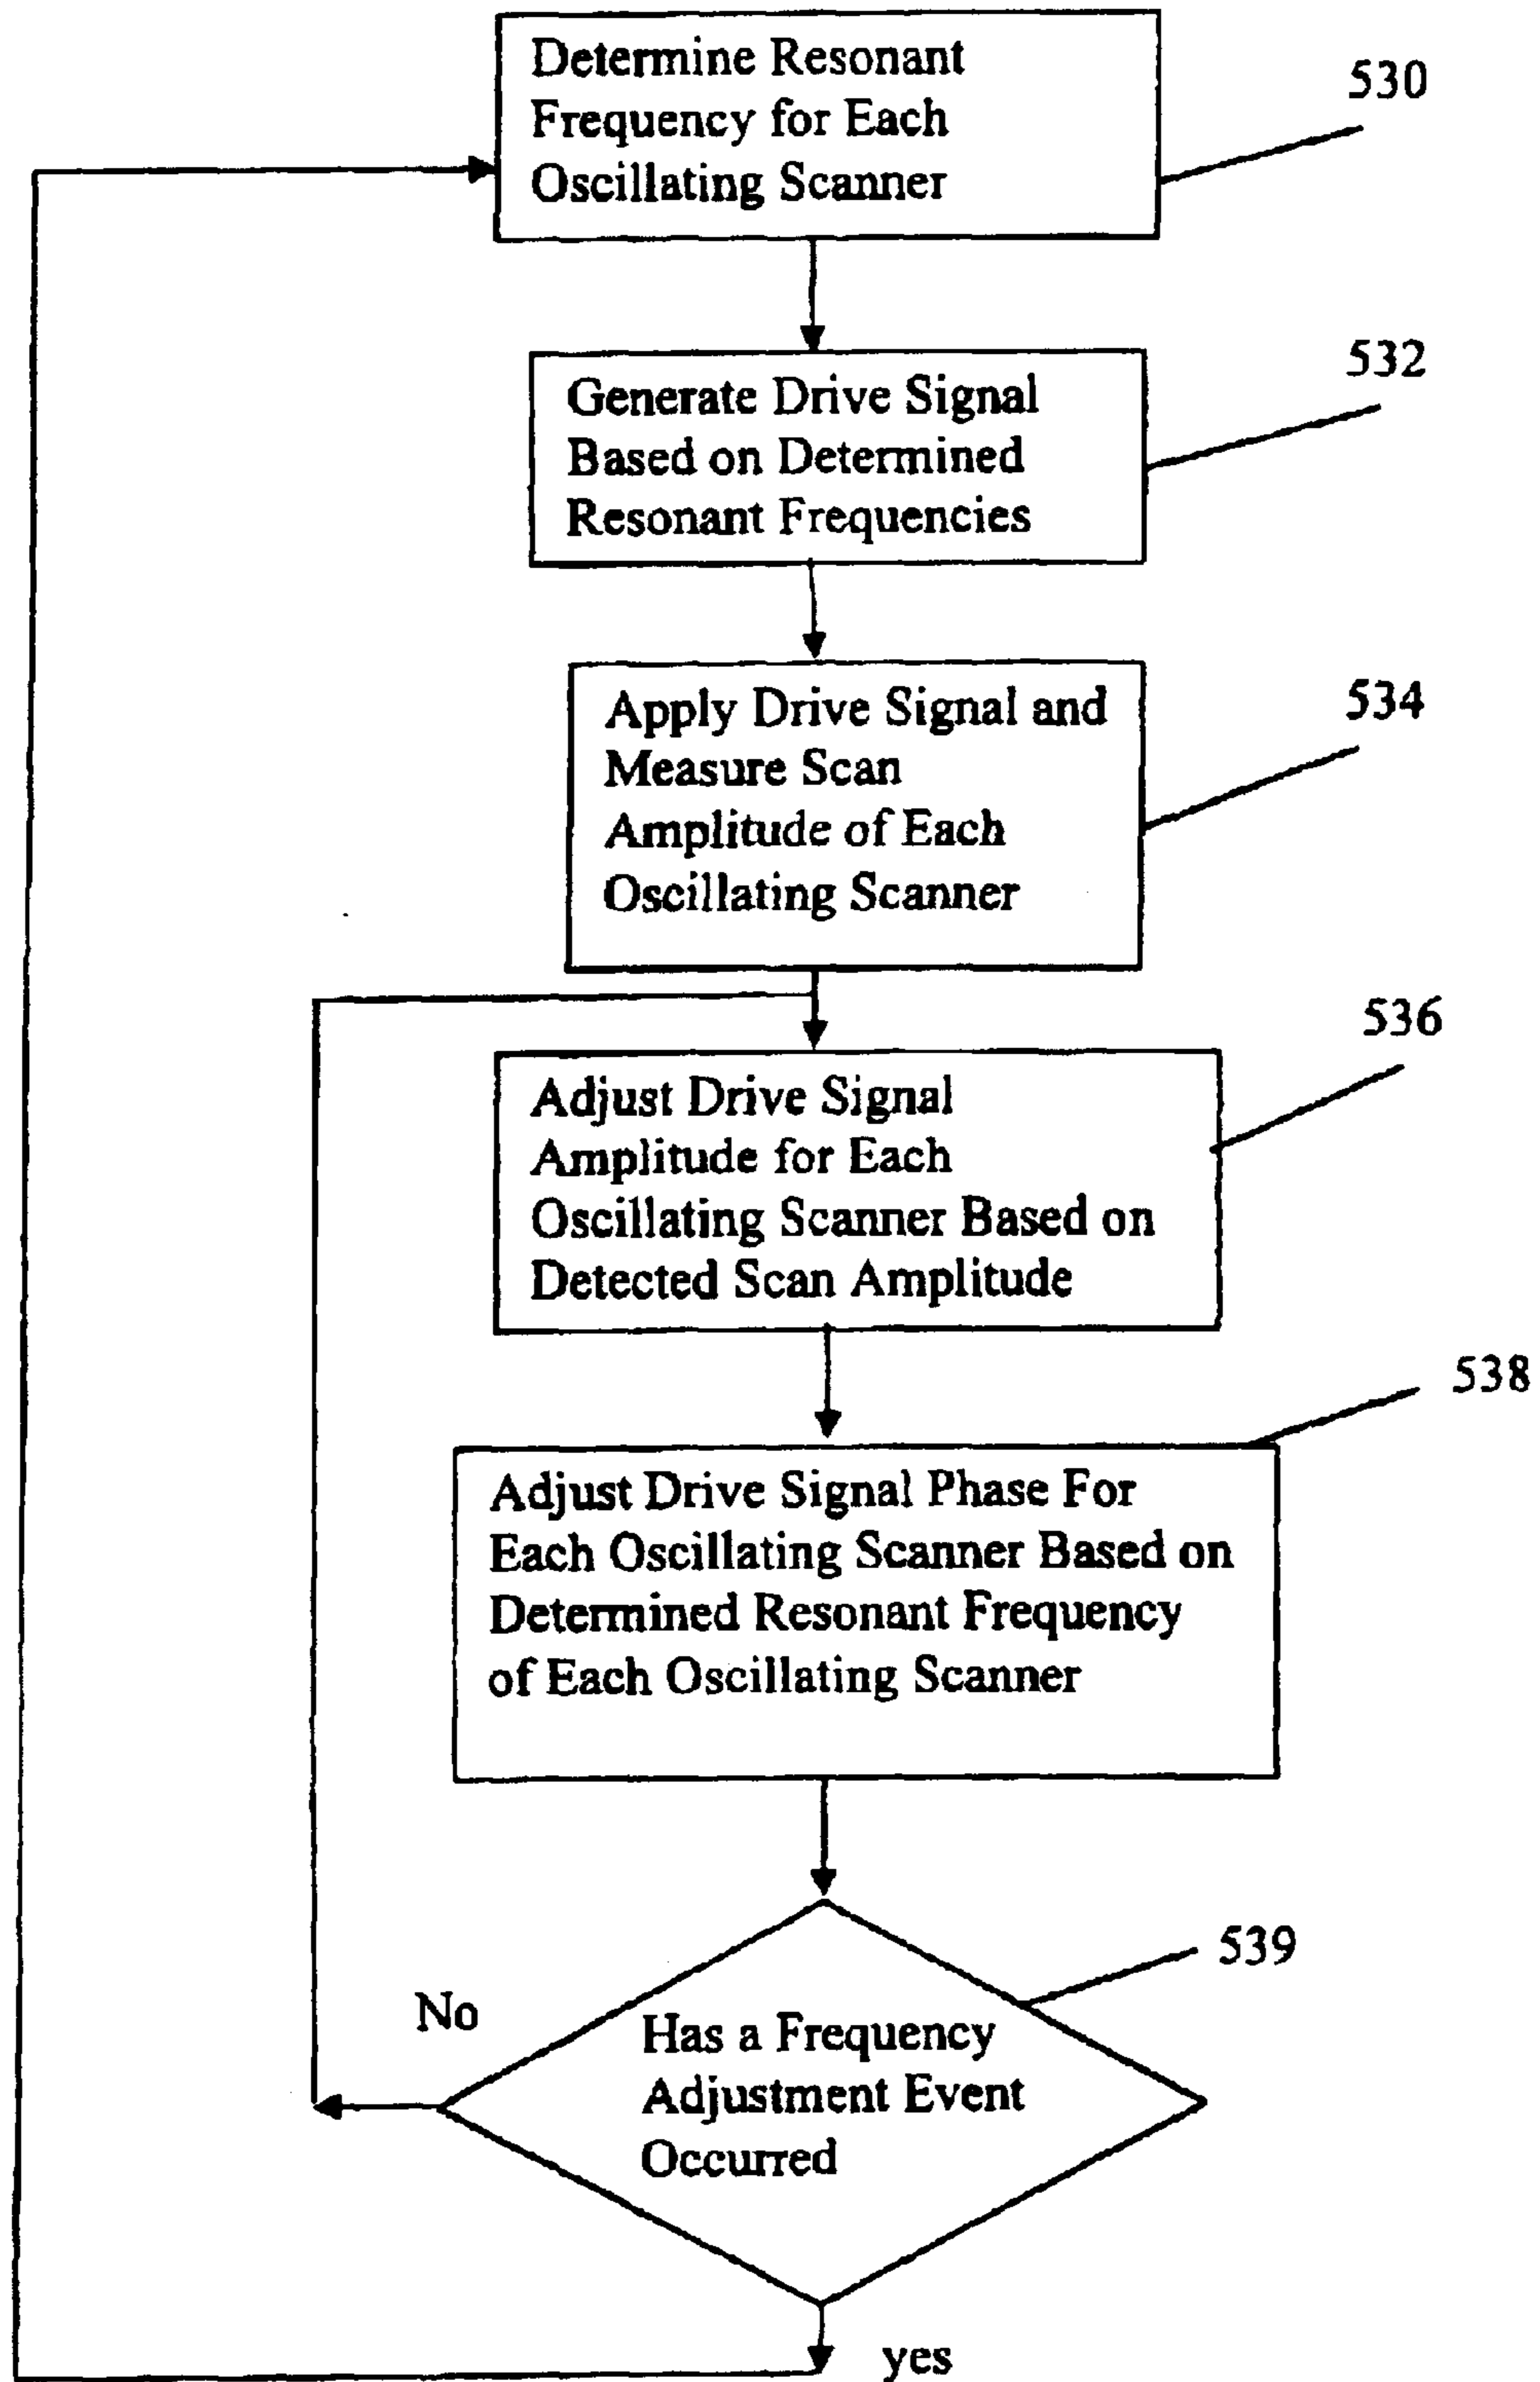 Determine Resonant
Frequency for Each
Oscillating Scanner
530
Generate Drive Signal
Based on Determined
Resonant Frequencies
532
Apply Drive Signal and
Measure Scan
Amplitude of Each
Oscillating Scanner
534
Adjust Drive Signal
Amplitude for Each
Oscillating Scanner Based on
Detected Scan Amplitude
536
Adjust Drive Signal Phase For
Each Oscillating Scanner Based on
Determined Resonant Frequency
of Each Oscillating Scanner
538
Has a Frequency
Adjustment Event
Occurred
539
No
yes